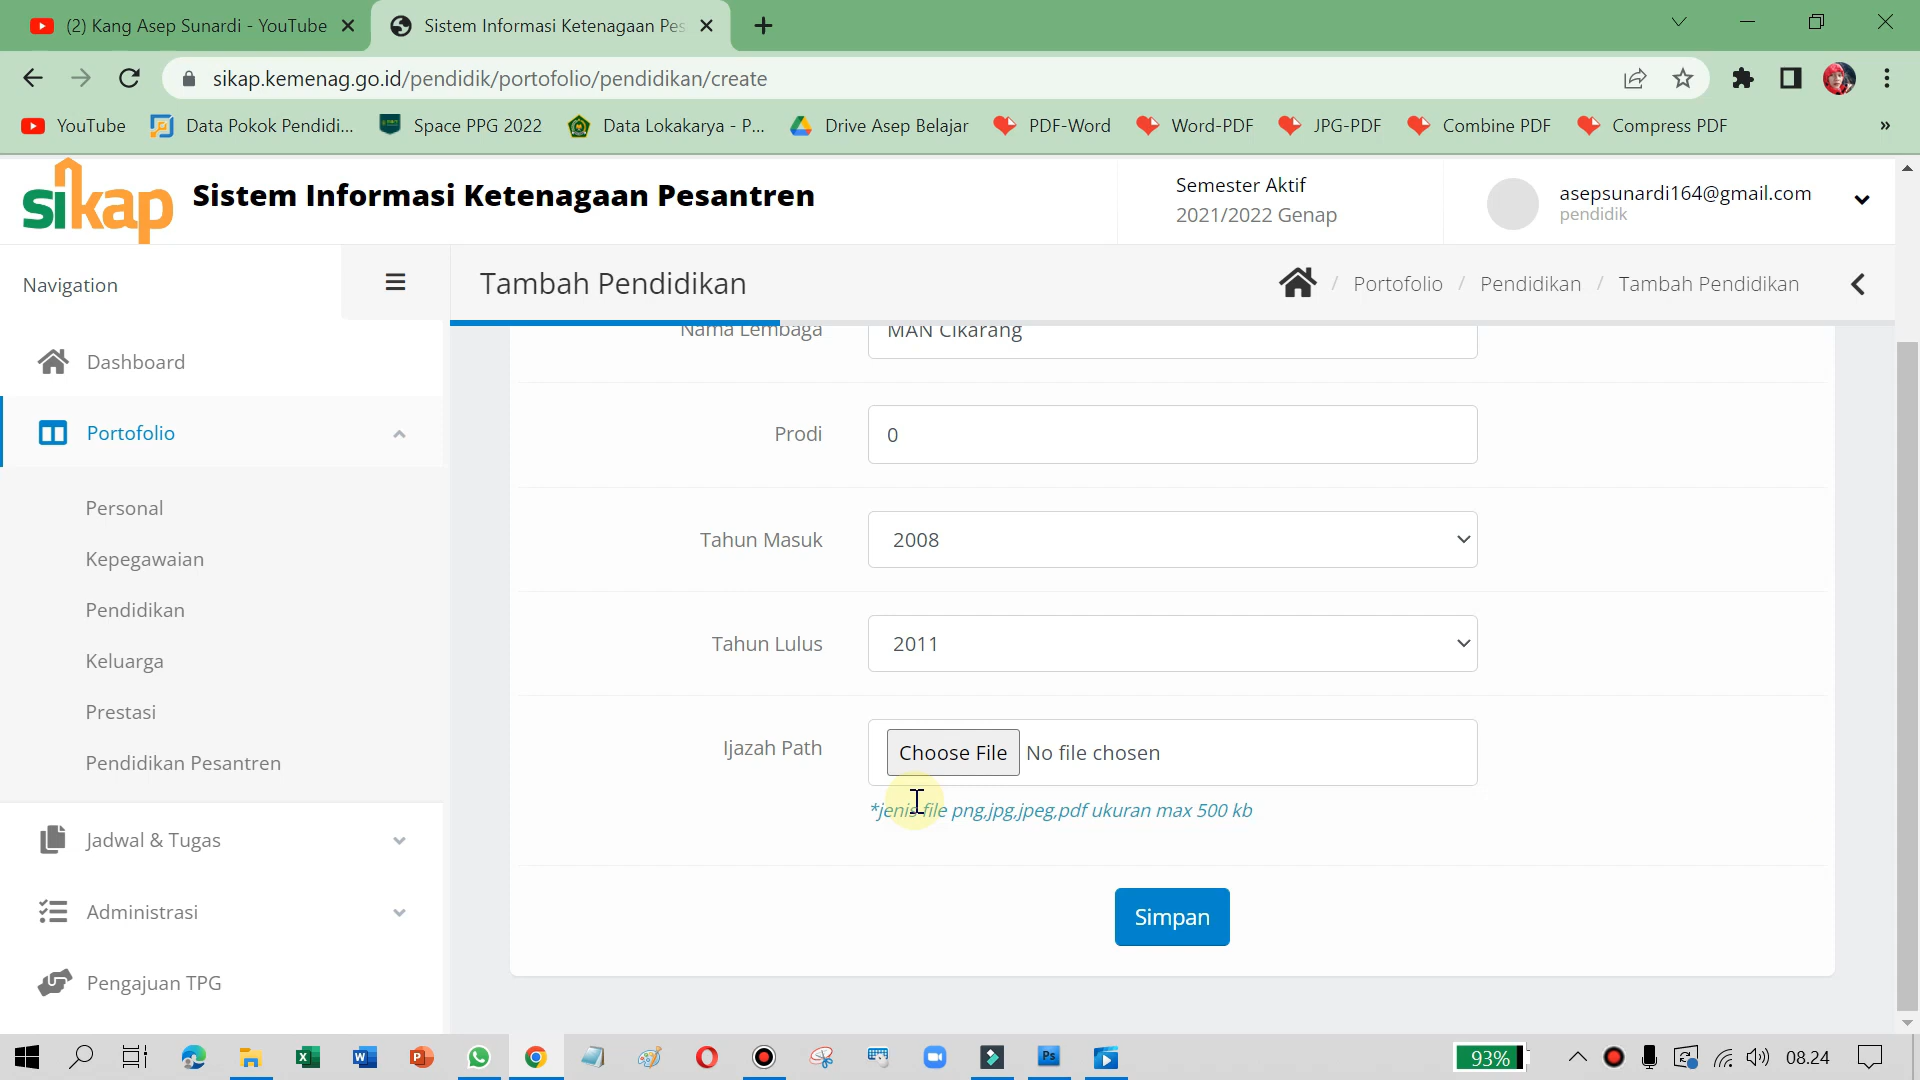 (2) Kang Asep Sunardi - YouTube
Sistem Informasi Ketenagaan Pes
sikap.kemenag.go.id/pendidik/portofolio/pendidikan/create
YouTube
Data Pokok Pendidi...
Space PPG 2022
Data Lokakarya - P...
Drive Asep Belajar
PDF-Word
Word-PDF
JPG-PDF
Combine PDF
Compress PDF
»
sikap
Sistem Informasi Ketenagaan Pesantren
Semester Aktif
2021/2022 Genap
asepsunardi164@gmail.com
pendidik
Navigation
Tambah Pendidikan
/ Portofolio / Pendidikan / Tambah Pendidikan
Dashboard
Portofolio
Personal
Kepegawaian
Pendidikan
Keluarga
Prestasi
Pendidikan Pesantren
Jadwal & Tugas
Administrasi
Pengajuan TPG
Nama Lembaga
MAN Cikarang
Prodi
0
Tahun Masuk
2008
Tahun Lulus
2011
Ijazah Path
Choose File No file chosen
*jenis file png,jpg,jpeg,pdf ukuran max 500 kb
Simpan
93%
08.24